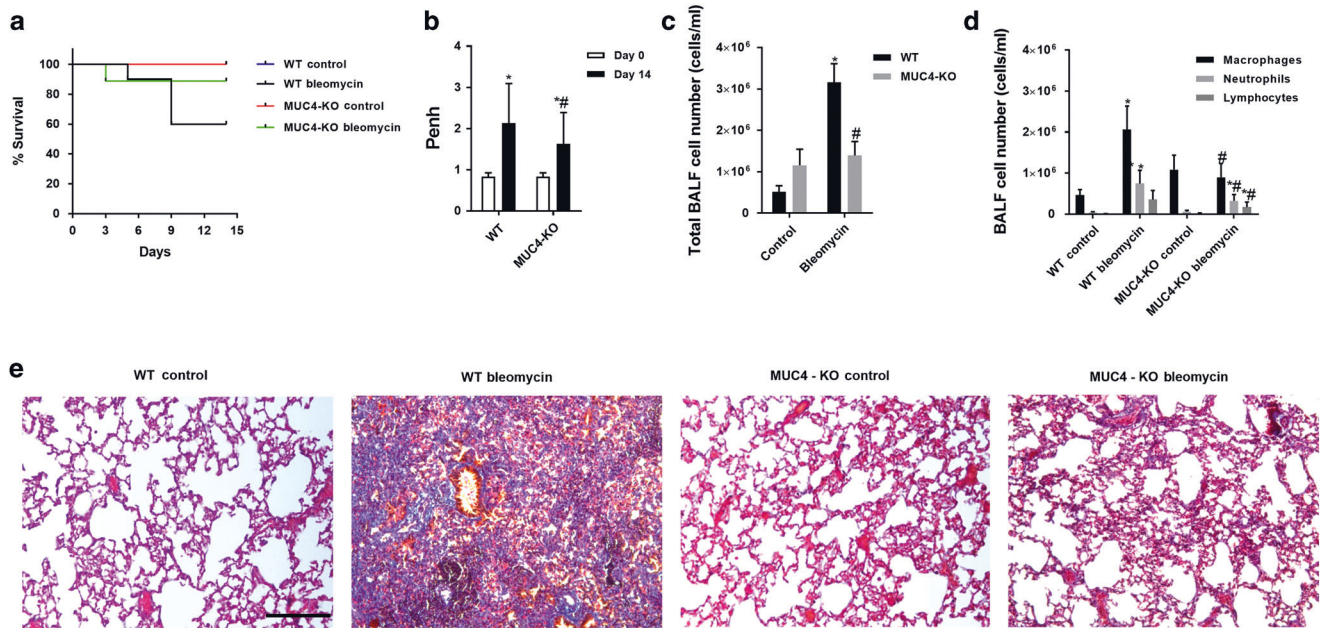 a
WT control
WT bleomycin
MUC4-KO control
MUC4-KO bleomycin
% Survival
100
80
60
40
20
0
0 3 6 9 12 15
Days
b
Day 0
Day 14
Penh
4
3
2
1
0
*
*#
WT
MUC4-KO
c
WT
MUC4-KO
Total BALF cell number (cells/ml)
4×10⁶
3×10⁶
2×10⁶
1×10⁶
0
*
#
Control
Bleomycin
d
Macrophages
Neutrophils
Lymphocytes
BALF cell number (cells/ml)
4×10⁶
3×10⁶
2×10⁶
1×10⁶
0
*
* *
#
*#
*#
WT control
WT bleomycin
MUC4-KO control
MUC4-KO bleomycin
e
WT control
WT bleomycin
MUC4 - KO control
MUC4 - KO bleomycin